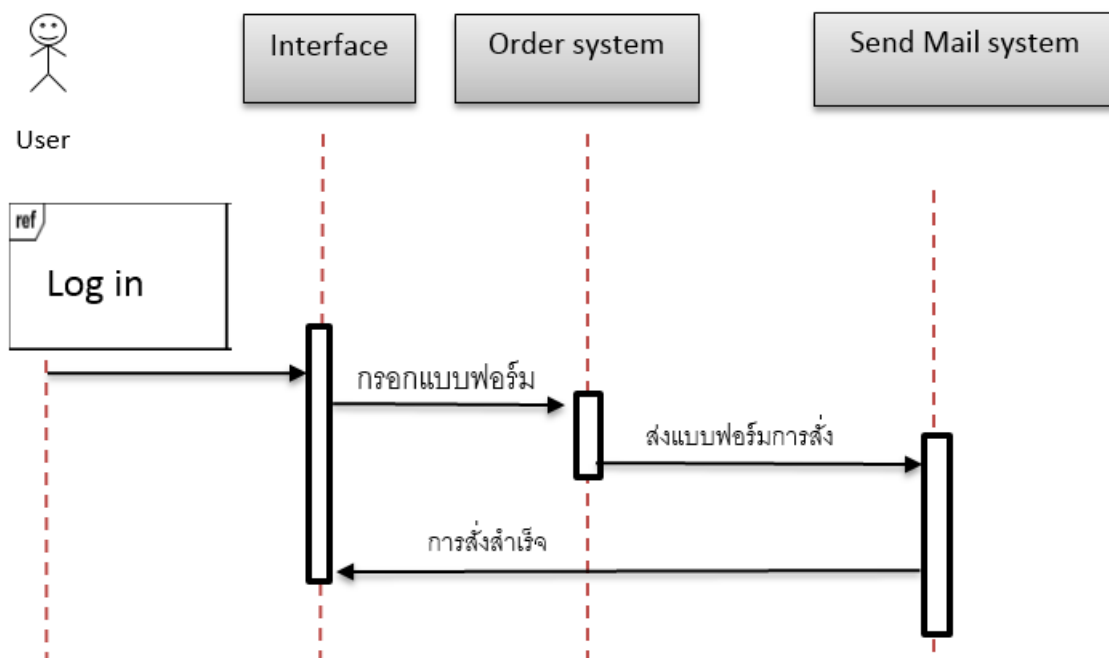 Interface
Order system
Send Mail system
User
ref
Log in
กรอกแบบฟอร์ม
ส่งแบบฟอร์มการสั่ง
การสั่งสำเร็จ